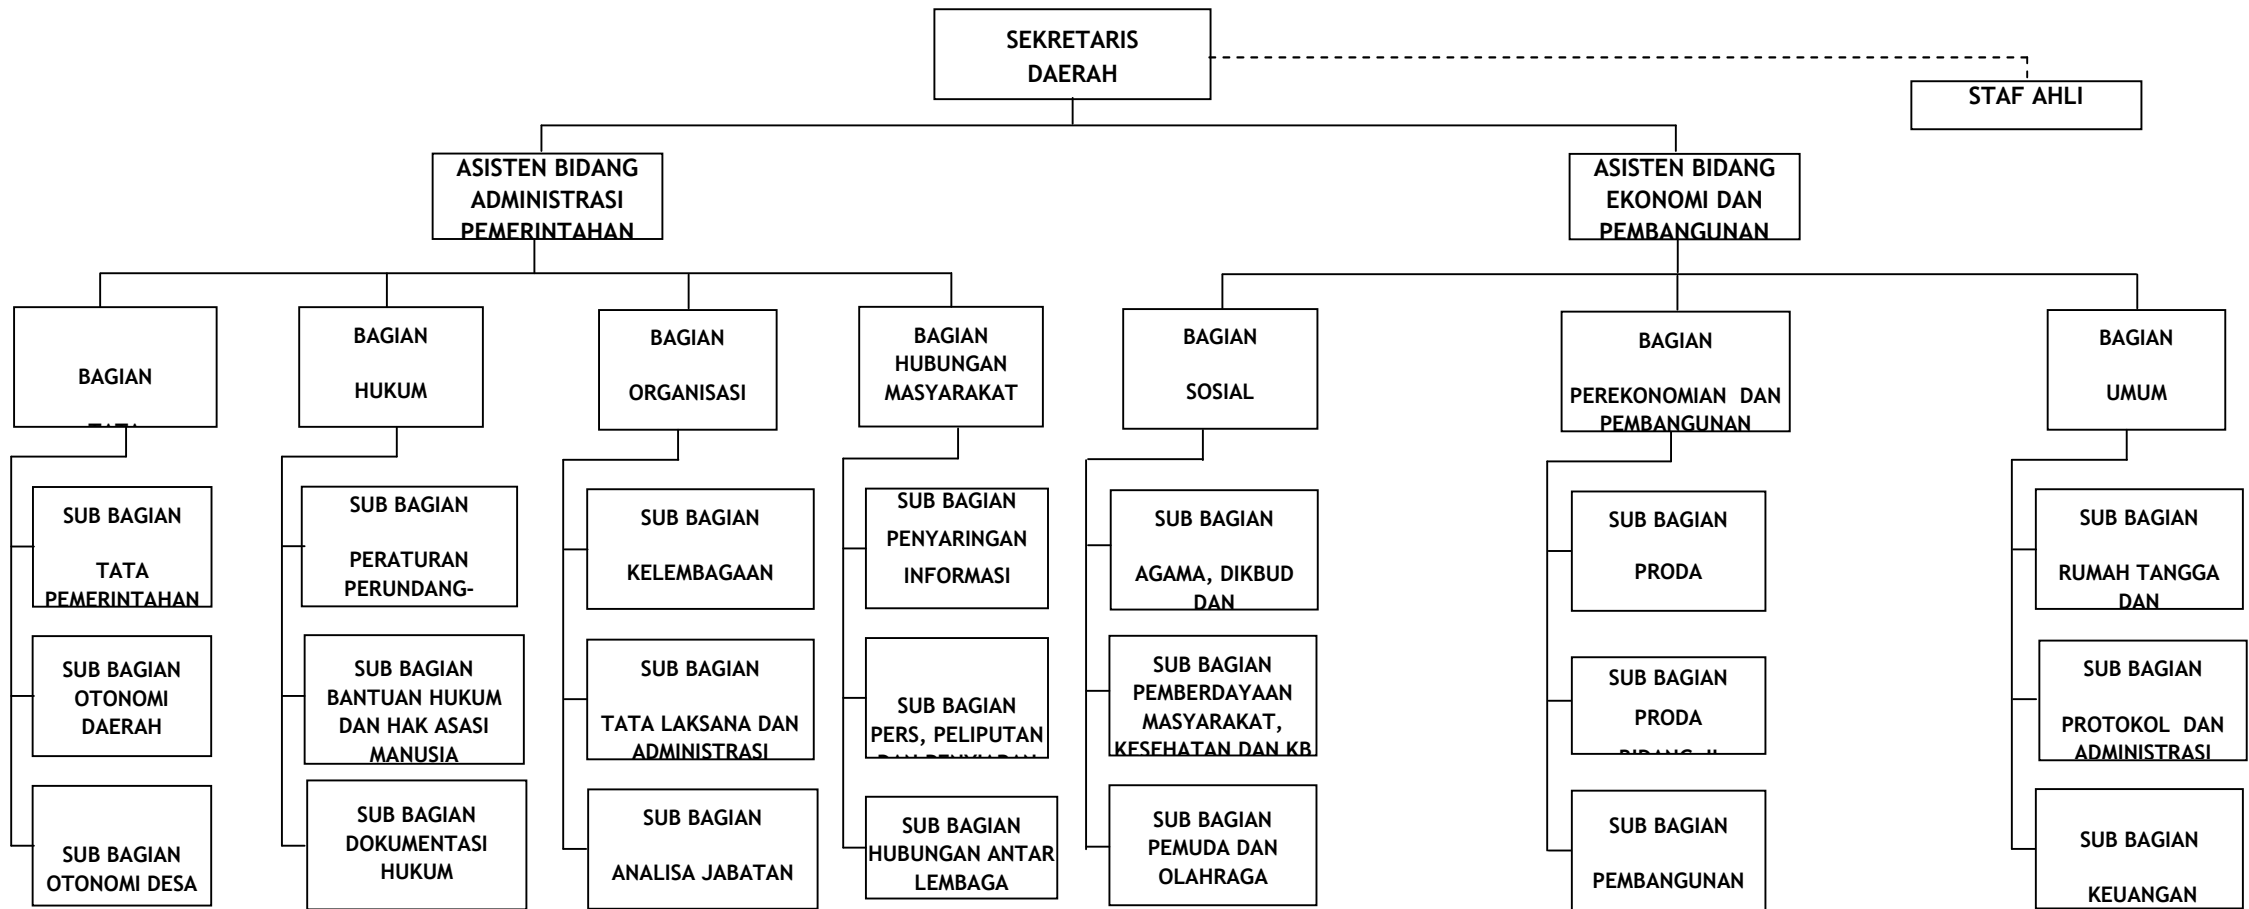 SEKRETARIS
DAERAH
STAF AHLI
ASISTEN BIDANG
ADMINISTRASI
PEMERINTAHAN
ASISTEN BIDANG
EKONOMI DAN
PEMBANGUNAN
BAGIAN
BAGIAN
HUKUM
BAGIAN
ORGANISASI
BAGIAN
HUBUNGAN
MASYARAKAT
BAGIAN
SOSIAL
BAGIAN
PEREKONOMIAN DAN
PEMBANGUNAN
BAGIAN
UMUM
SUB BAGIAN
TATA
PEMERINTAHAN
SUB BAGIAN
PERATURAN
PERUNDANG-
SUB BAGIAN
KELEMBAGAAN
SUB BAGIAN
PENYARINGAN
INFORMASI
SUB BAGIAN
AGAMA, DIKBUD
DAN
SUB BAGIAN
PRODA
SUB BAGIAN
RUMAH TANGGA
DAN
SUB BAGIAN
OTONOMI
DAERAH
SUB BAGIAN
BANTUAN HUKUM
DAN HAK ASASI
MANUSIA
SUB BAGIAN
TATA LAKSANA DAN
ADMINISTRASI
SUB BAGIAN
PERS, PELIPUTAN
SUB BAGIAN
PEMBERDAYAAN
MASYARAKAT,
KESEHATAN DAN KB
SUB BAGIAN
PRODA
SUB BAGIAN
PROTOKOL DAN
ADMINISTRASI
SUB BAGIAN
OTONOMI DESA
SUB BAGIAN
DOKUMENTASI
HUKUM
SUB BAGIAN
ANALISA JABATAN
SUB BAGIAN
HUBUNGAN ANTAR
LEMBAGA
SUB BAGIAN
PEMUDA DAN
OLAHRAGA
SUB BAGIAN
PEMBANGUNAN
SUB BAGIAN
KEUANGAN